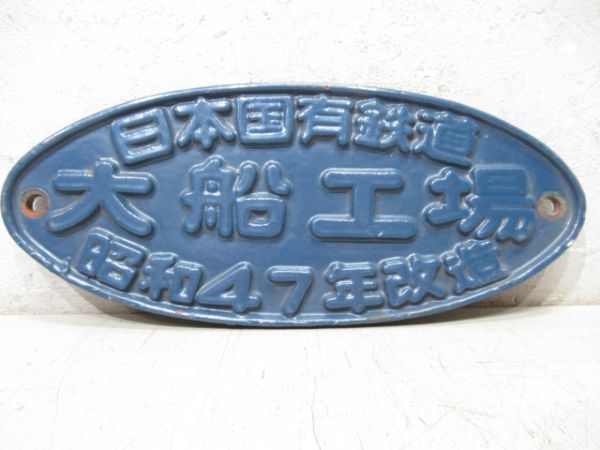 日本国有鉄道
大船工場
昭和47年改造